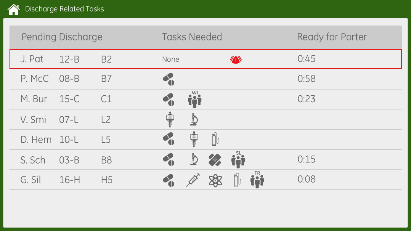 Discharge Related Tasks
Pending Discharge Tasks Needed Ready for Porter
J. Pat 12-B B2 None 0:45
P. McC 08-B B7 0:58
M. Bur 15-C C1 0:23
V. Smi 07-L L2
D. Hem 10-L L5
S. Sch 03-B B8 SL 0:15
G. Sil 16-H H5 0:08